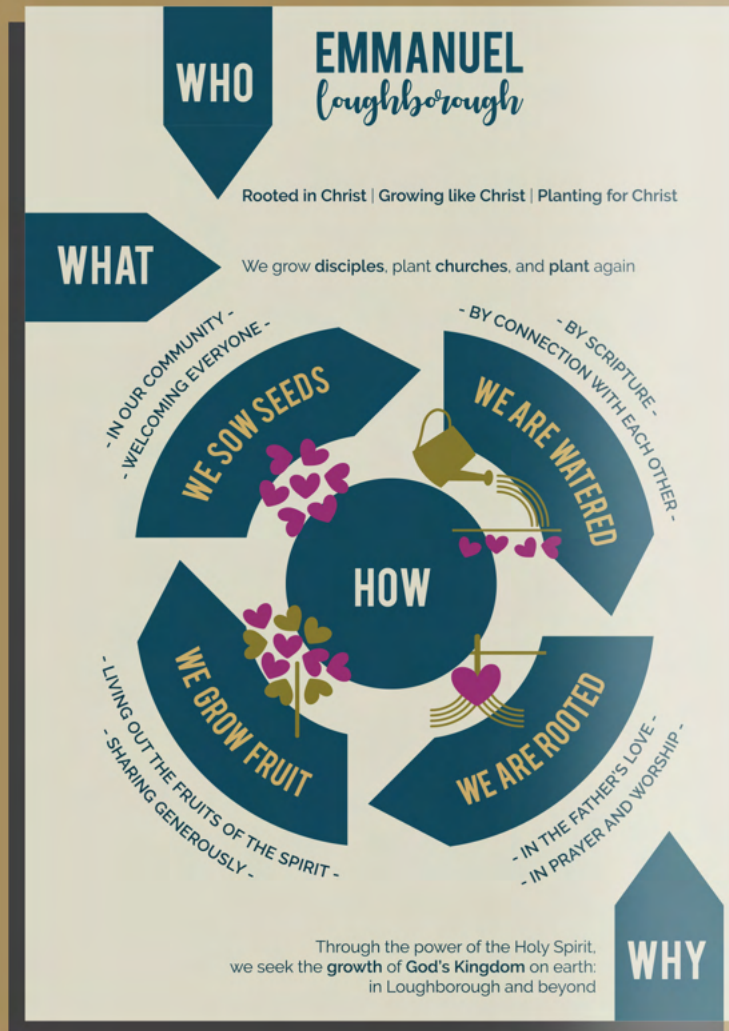 WHO
EMMANUEL
Loughborough
Rooted in Christ | Growing like Christ | Planting for Christ
WHAT
We grow disciples, plant churches, and plant again
- IN OUR COMMUNITY -
- WELCOMING EVERYONE -
WE SOW SEEDS
- BY SCRIPTURE -
- BY CONNECTION WITH EACH OTHER -
WE ARE WATERED
HOW
WE ARE ROOTED
- IN THE FATHER'S LOVE -
- IN PRAYER AND WORSHIP -
WE GROW FRUIT
- LIVING OUT THE FRUITS OF THE SPIRIT -
- SHARING GENEROUSLY -
Through the power of the Holy Spirit,
we seek the growth of God's Kingdom on earth:
in Loughborough and beyond
WHY